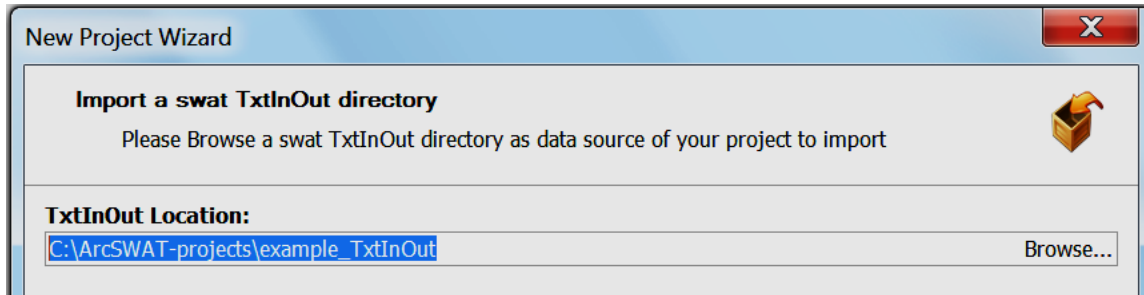 New Project Wizard
Import a swat TxtInOut directory
Please Browse a swat TxtInOut directory as data source of your project to import
TxtInOut Location:
C:\ArcSWAT-projects\example_TxtInOut Browse...